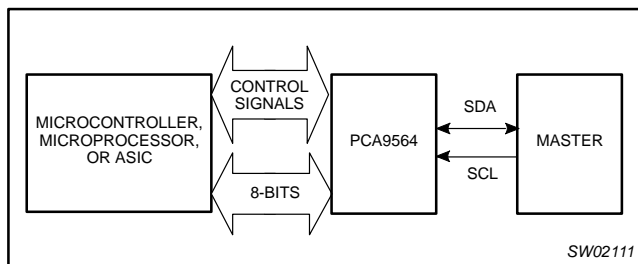 MICROCONTROLLER,
MICROPROCESSOR,
OR ASIC
CONTROL
SIGNALS
8-BITS
PCA9564
SDA
SCL
MASTER
SW02111